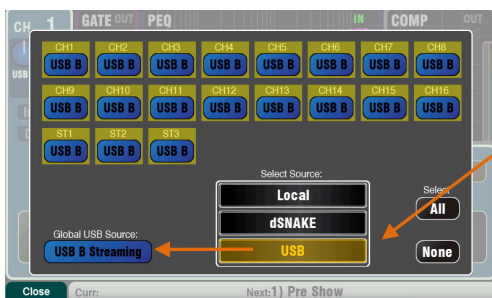 CH 1 GATE OUT PEQ IN COMP OUT
CH1 CH2 CH3 CH4 CH5 CH6 CH7 CH8
USB B USB B USB B USB B USB B USB B USB B USB B
USB
CH9 CH10 CH11 CH12 CH13 CH14 CH15 CH16
USB B USB B USB B USB B USB B USB B USB B USB B
ST1 ST2 ST3
USB B USB B USB B
Select Source:
Local
Select
All
dSNAKE
Global USB Source:
USB B Streaming USB None
Close Curr: Next:1) Pre Show